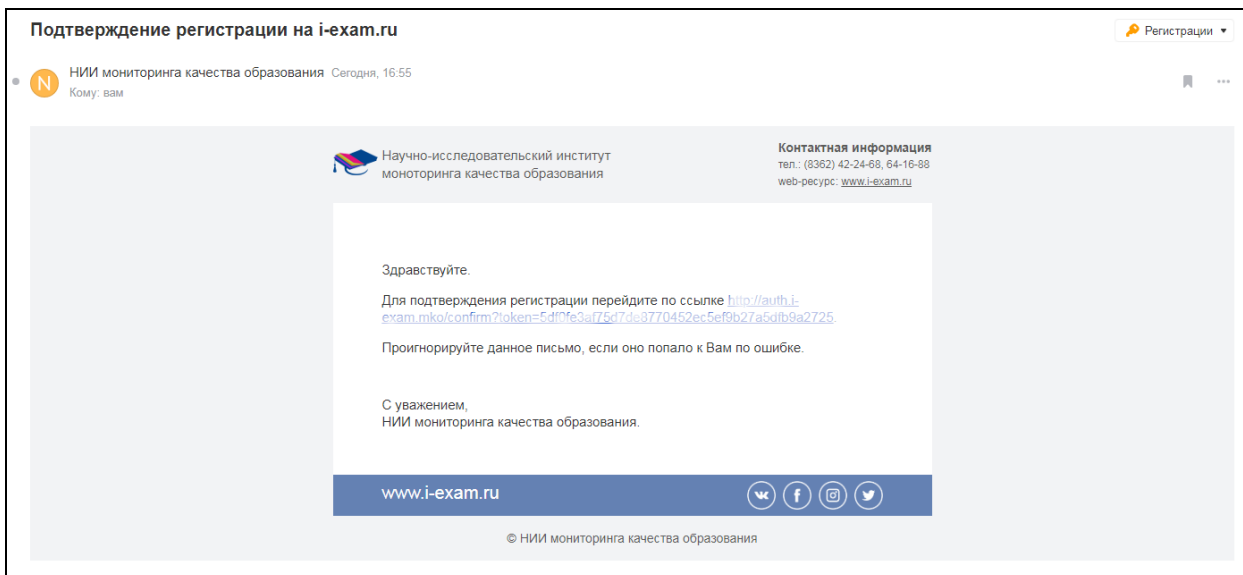 Подтверждение регистрации на i-exam.ru
Регистрации
N
НИИ мониторинга качества образования Сегодня, 16:55
Кому: вам
Научно-исследовательский институт
моноторинга качества образования
Контактная информация
тел.: (8362) 42-24-68, 64-16-88
web-ресурс: www.i-exam.ru
Здравствуйте.
Для подтверждения регистрации перейдите по ссылке http://auth.i-
exam.mko/confirm?token=5df0fe3af75d7de8770452ec5ef9b27a5dfb9a2725.
Проигнорируйте данное письмо, если оно попало к Вам по ошибке.
С уважением,
НИИ мониторинга качества образования.
www.i-exam.ru
© НИИ мониторинга качества образования